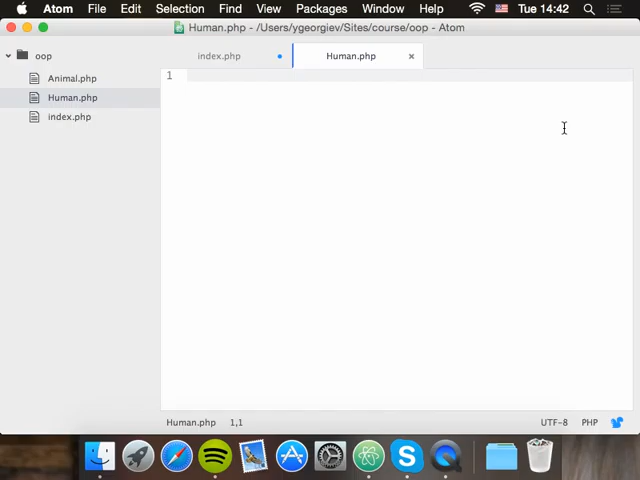 Atom File Edit Selection Find View Packages Window Help Tue 14:42
Human.php - /Users/ygeorgiev/Sites/course/oop - Atom
oop
index.php
Human.php
Animal.php
Human.php
index.php
1
Human.php 1,1 UTF-8 PHP